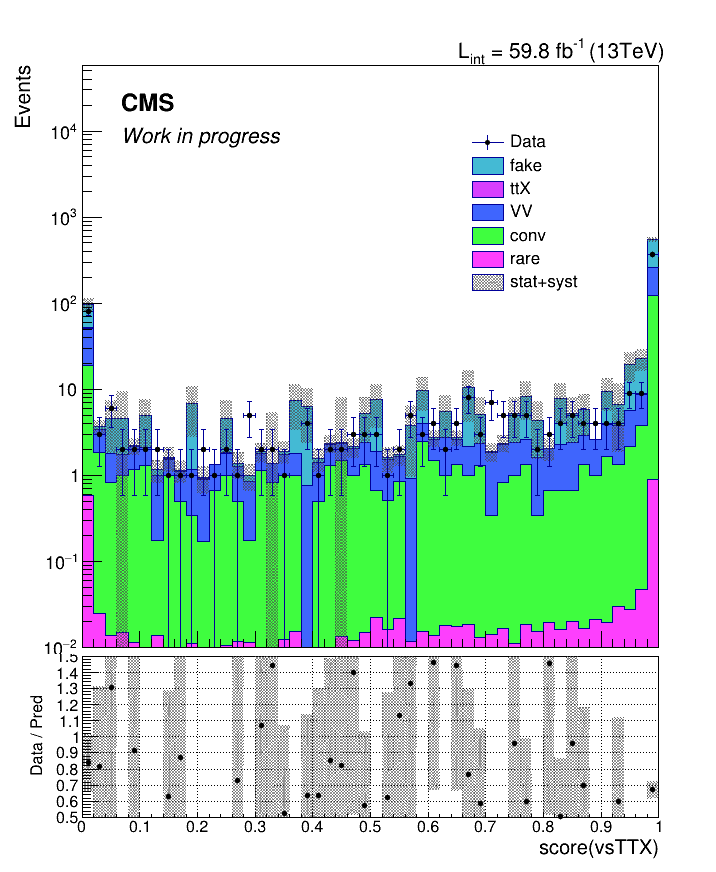 L_int = 59.8 fb^-1 (13TeV)
Events
CMS
Work in progress
Data
fake
ttX
VV
conv
rare
stat+syst
10^4
10^3
10^2
10
1
10^−1
10^−2
Data / Pred
1.5
1.4
1.3
1.2
1.1
1
0.9
0.8
0.7
0.6
0.5
0 0.1 0.2 0.3 0.4 0.5 0.6 0.7 0.8 0.9 1
score(vsTTX)